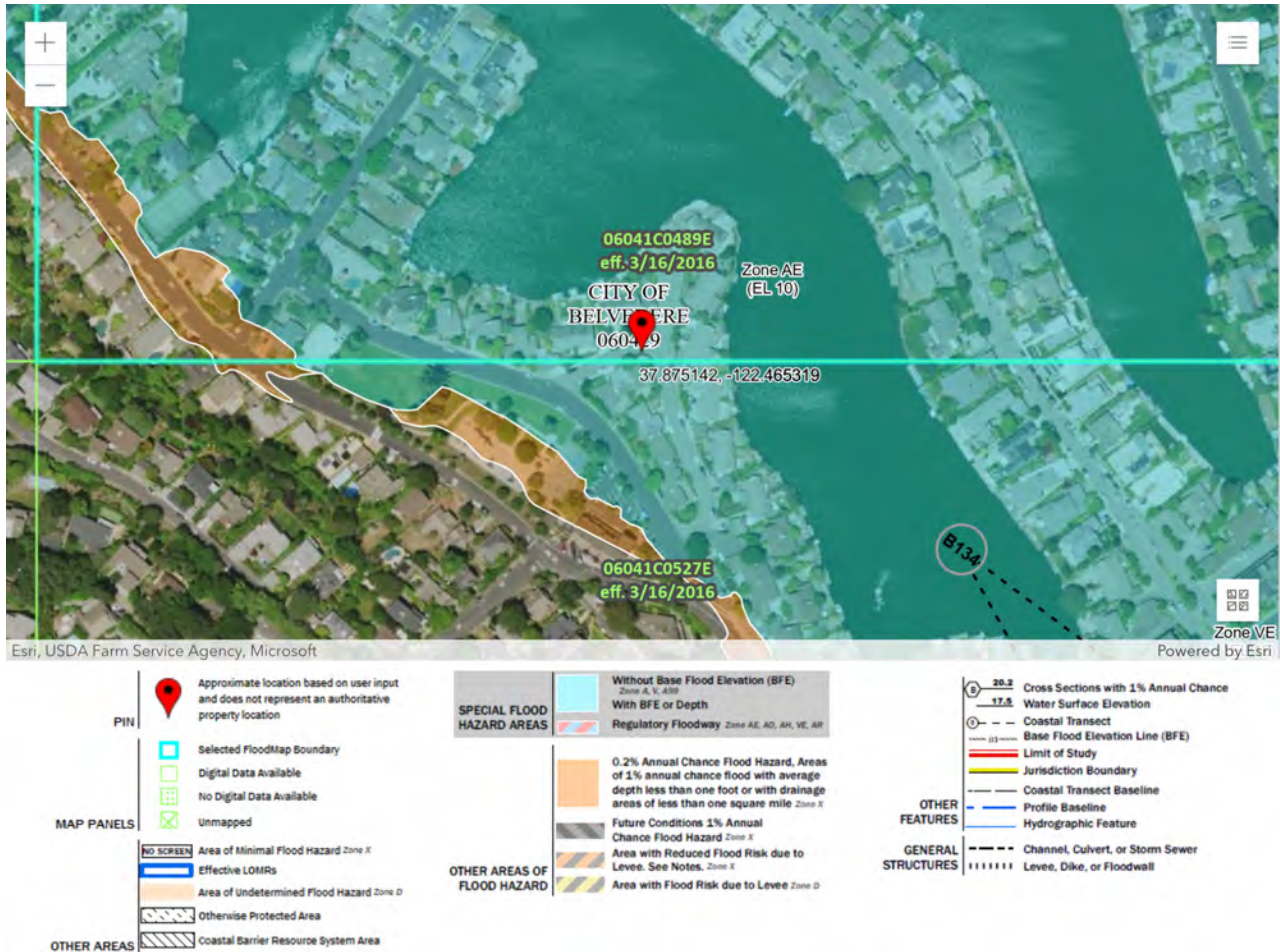 +
−
06041C0489E
eff. 3/16/2016
Zone AE
(EL 10)
CITY OF
BELVEDERE
060429
37.875142, -122.465319
B134
06041C0527E
eff. 3/16/2016
Zone VE
Esri, USDA Farm Service Agency, Microsoft
Powered by Esri
PIN
Approximate location based on user input
and does not represent an authoritative
property location
MAP PANELS
Selected FloodMap Boundary
Digital Data Available
No Digital Data Available
Unmapped
OTHER AREAS
NO SCREEN Area of Minimal Flood Hazard Zone X
Effective LOMRs
Area of Undetermined Flood Hazard Zone D
Otherwise Protected Area
Coastal Barrier Resource System Area
SPECIAL FLOOD
HAZARD AREAS
Without Base Flood Elevation (BFE)
Zone A, V, A99
With BFE or Depth
Regulatory Floodway Zone AE, AO, AH, VE, AR
OTHER AREAS OF
FLOOD HAZARD
0.2% Annual Chance Flood Hazard, Areas
of 1% annual chance flood with average
depth less than one foot or with drainage
areas of less than one square mile Zone X
Future Conditions 1% Annual
Chance Flood Hazard Zone X
Area with Reduced Flood Risk due to
Levee. See Notes. Zone X
Area with Flood Risk due to Levee Zone D
OTHER
FEATURES
B 20.2 Cross Sections with 1% Annual Chance
17.5 Water Surface Elevation
Coastal Transect
Base Flood Elevation Line (BFE)
Limit of Study
Jurisdiction Boundary
Coastal Transect Baseline
Profile Baseline
Hydrographic Feature
GENERAL
STRUCTURES
Channel, Culvert, or Storm Sewer
Levee, Dike, or Floodwall